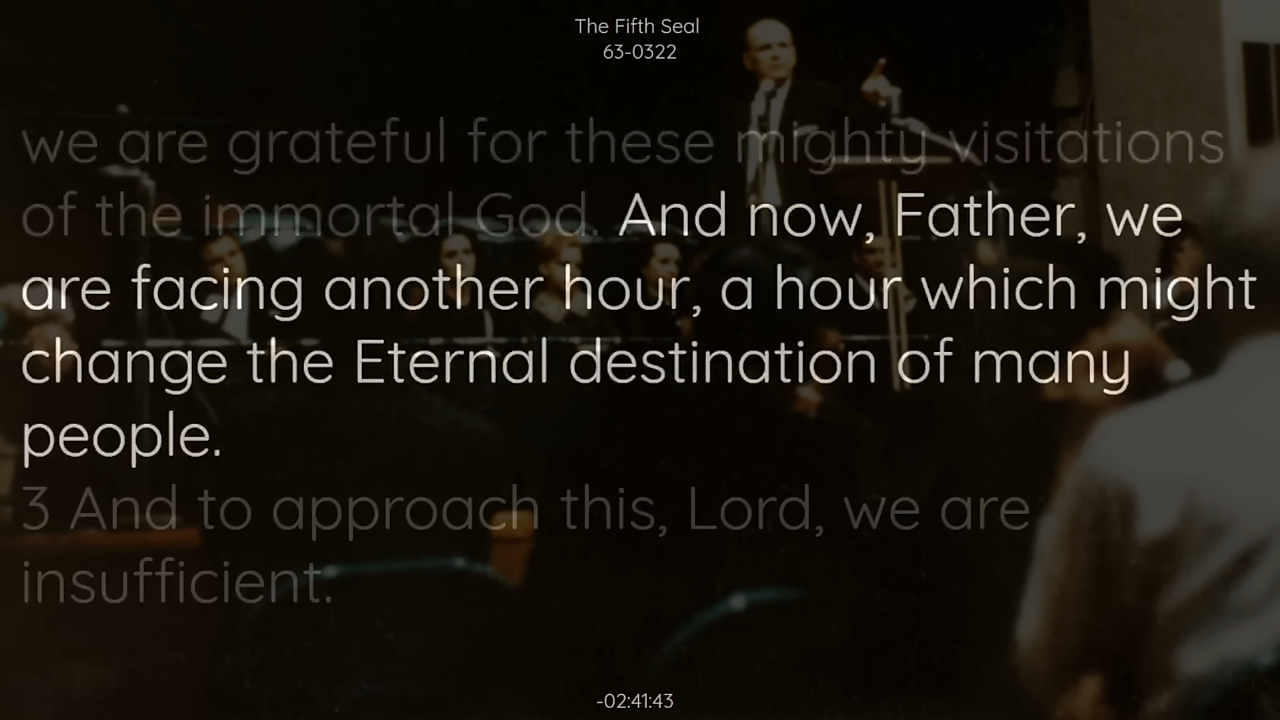 The Fifth Seal
63-0322
we are grateful for these mighty visitations
of the immortal God. And now, Father, we
are facing another hour, a hour which might
change the Eternal destination of many
people.
3 And to approach this, Lord, we are
insufficient.
-02:41:43